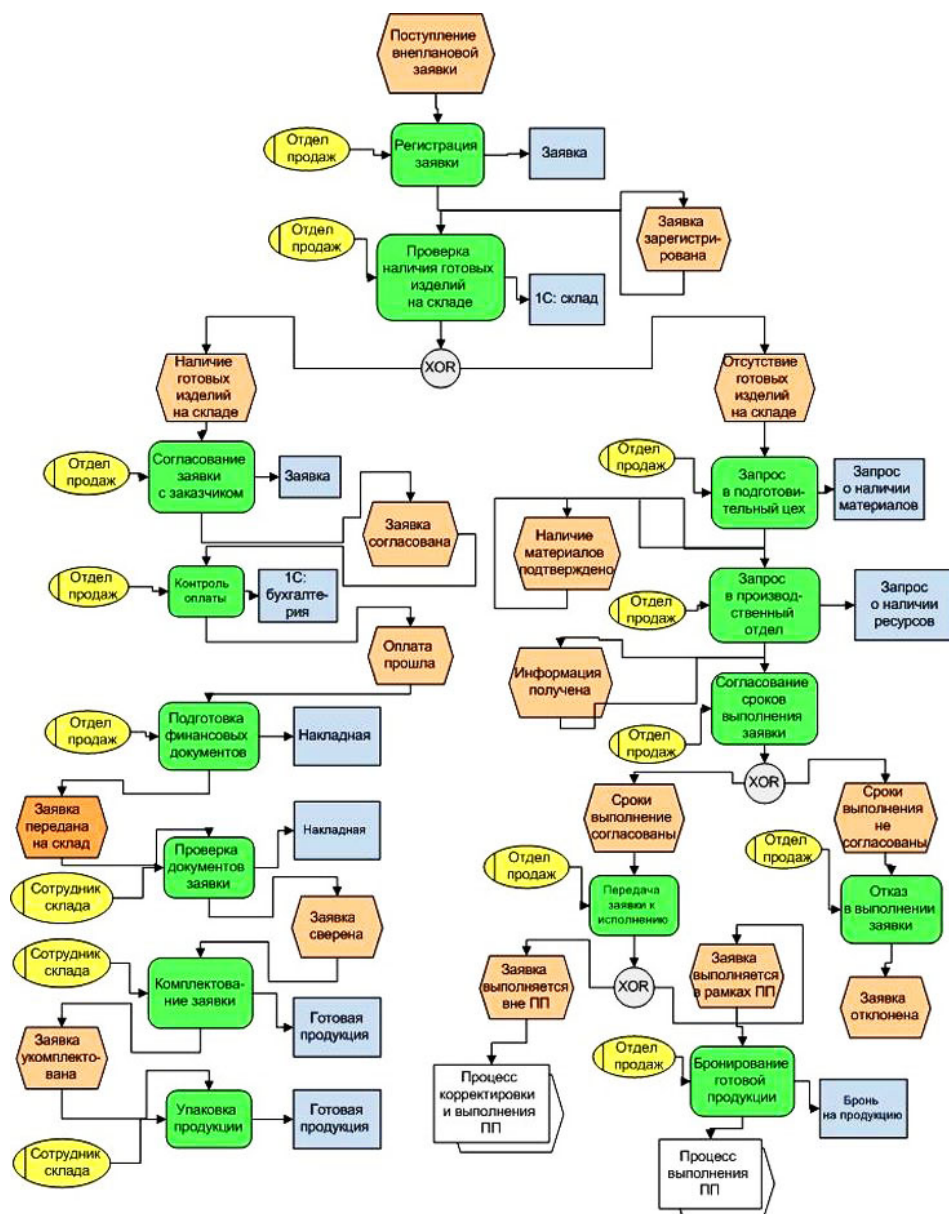 Поступление
внеплановой
заявки
Отдел
продаж
Регистрация
заявки
Заявка
Отдел
продаж
Проверка
наличия готовых
изделий
на складе
Заявка
зарегистри-
рована
1С: склад
XOR
Наличие
готовых
изделий
на складе
Отсутствие
готовых
изделий
на складе
Отдел
продаж
Согласование
заявки
с заказчиком
Заявка
Заявка
согласована
Отдел
продаж
Контроль
оплаты
1С:
бухгалте-
рия
Оплата
прошла
Отдел
продаж
Подготовка
финансовых
документов
Накладная
Заявка
передана
на склад
Проверка
документов
заявки
Накладная
Сотрудник
склада
Заявка
сверена
Сотрудник
склада
Комплектова-
ние заявки
Готовая
продукция
Заявка
укомплекто-
вана
Упаковка
продукции
Готовая
продукция
Сотрудник
склада
Отдел
продаж
Запрос
в подготови-
тельный цех
Запрос
о наличии
материалов
Наличие
материалов
подтверждено
Отдел
продаж
Запрос
в производ-
ственный
отдел
Запрос
о наличии
ресурсов
Информация
получена
Отдел
продаж
Согласование
сроков
выполнения
заявки
XOR
Сроки
выполнение
согласованы
Сроки
выполнения
не
согласованы
Отдел
продаж
Передача
заявки к
исполнению
Отдел
продаж
Отказ
в выполнении
заявки
Заявка
выполняется
вне ПП
XOR
Заявка
выполняется
в рамках ПП
Заявка
отклонена
Процесс
корректировки
и выполнения
ПП
Отдел
продаж
Бронирование
готовой
продукции
Бронь
на продукцию
Процесс
выполнения
ПП